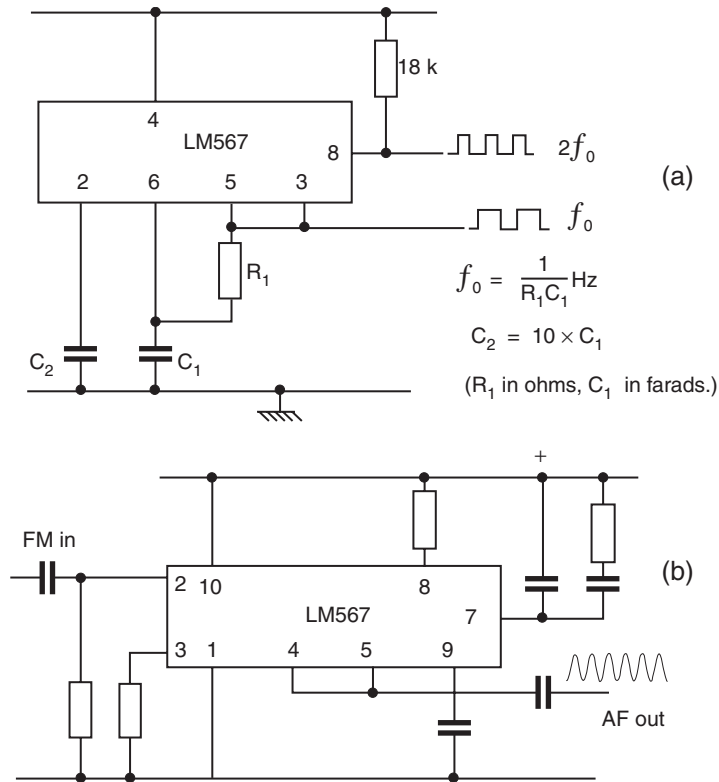 18 k
4
LM567
8
2f₀
(a)
2 6 5 3
f₀
R₁
f₀ = 1/R₁C₁ Hz
C₂ C₁
C₂ = 10 × C₁
(R₁ in ohms, C₁ in farads.)
+
FM in
(b)
2 10 8
LM567
7
3 1 4 5 9
AF out